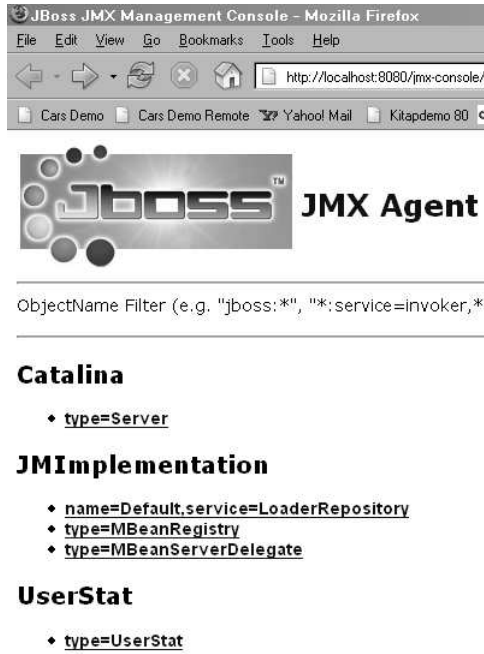 JBoss JMX Management Console - Mozilla Firefox
File Edit View Go Bookmarks Tools Help
http://localhost:8080/jmx-console/
Cars Demo Cars Demo Remote Yahoo! Mail Kitapdemo 80
Jboss TM
JMX Agent
ObjectName Filter (e.g. "jboss:*", "*:service=invoker,*
Catalina
type=Server
JMImplementation
name=Default,service=LoaderRepository
type=MBeanRegistry
type=MBeanServerDelegate
UserStat
type=UserStat